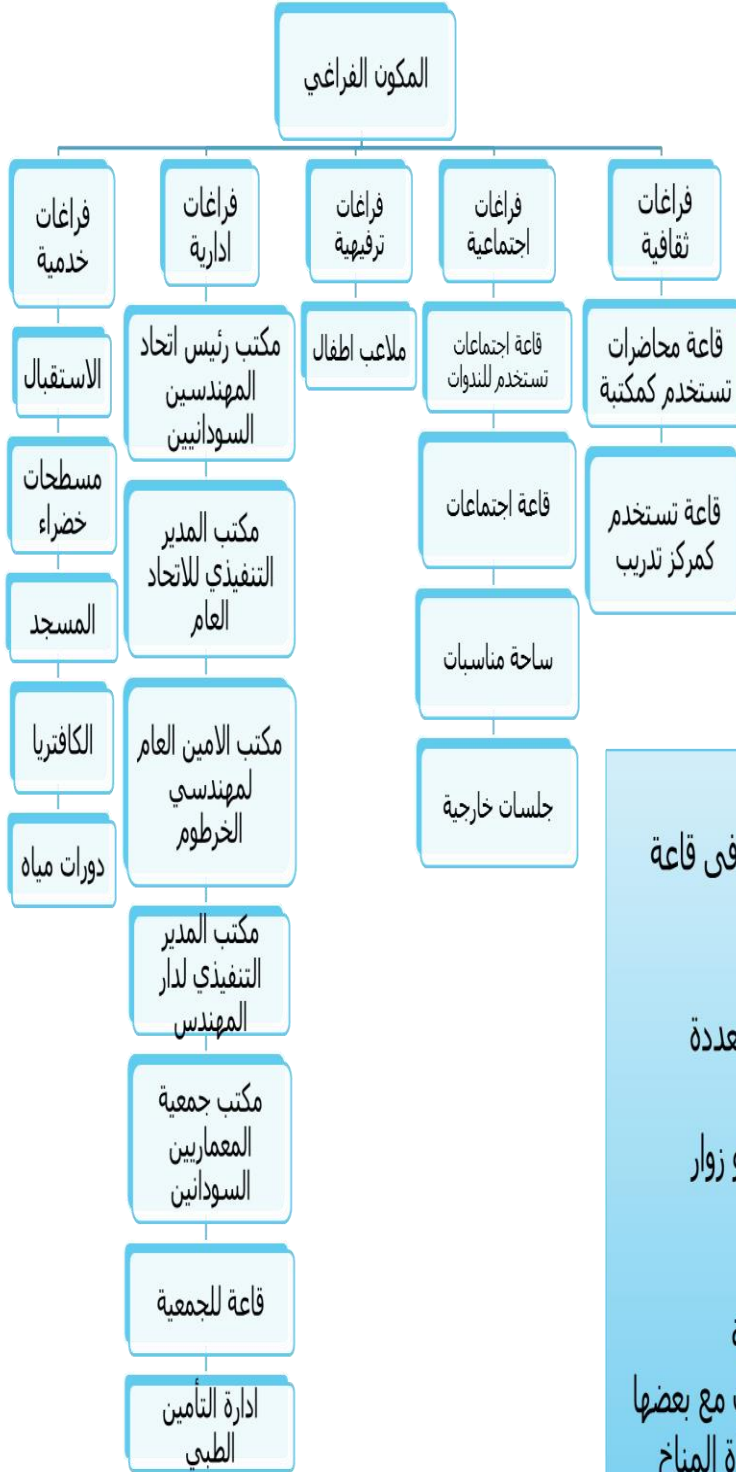 المكون الفراغي
فراغات
ثقافية
قاعة محاضرات
تستخدم كمكتبة
قاعة تستخدم
كمركز تدريب
فراغات
اجتماعية
قاعة اجتماعات
تستخدم للندوات
قاعة اجتماعات
ساحة مناسبات
جلسات خارجية
فراغات
ترفيهية
ملاعب اطفال
فراغات
ادارية
مكتب رئيس اتحاد
المهندسين
السودانيين
مكتب المدير
التنفيذي للاتحاد
العام
مكتب الامين العام
لمهندسي
الخرطوم
مكتب المدير
التنفيذي لدار
المهندس
مكتب جمعية
المعماريين
السودانين
قاعة للجمعية
ادارة التأمين
الطبي
فراغات
خدمية
الاستقبال
مسطحات
خضراء
المسجد
الكافتريا
دورات مياه
فى قاعة
زوار
مع بعضها
المناخ